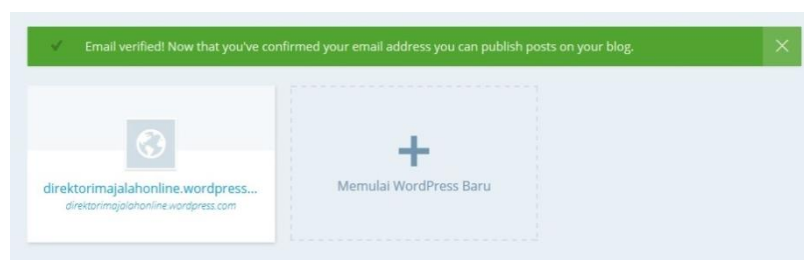 Email verified! Now that you've confirmed your email address you can publish posts on your blog.
direktorimajalahonline.wordpress...
direktorimajalahonline.wordpress.com
Memulai WordPress Baru